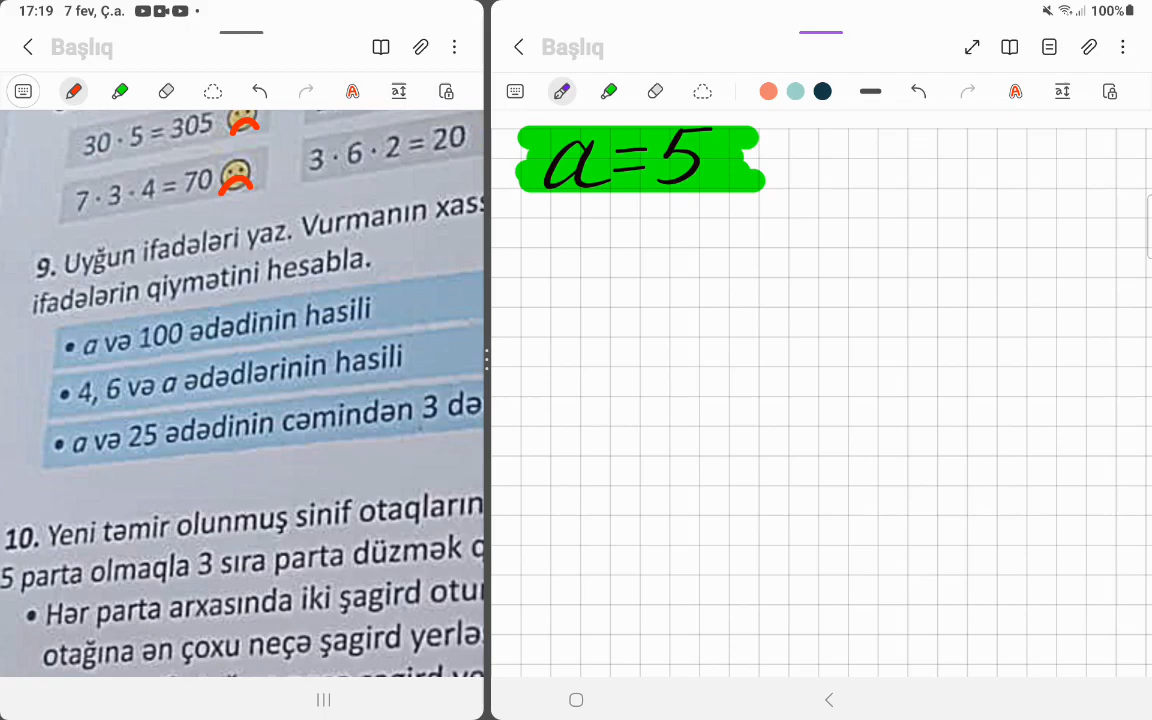 17:19 7 fev, Ç.a.
100%
Başlıq
Başlıq
30 · 5 = 305
3 · 6 · 2 = 20
7 · 3 · 4 = 70
a = 5
9. Uyğun ifadələri yaz. Vurmanın xass
ifadələrin qiymətini hesabla.
• a və 100 ədədinin hasili
• 4, 6 və a ədədlərinin hasili
• a və 25 ədədinin cəmindən 3 də
10. Yeni təmir olunmuş sinif otaqların
5 parta olmaqla 3 sıra parta düzmək
• Hər parta arxasında iki şagird otu
otağına ən çoxu neçə şagird yerlə